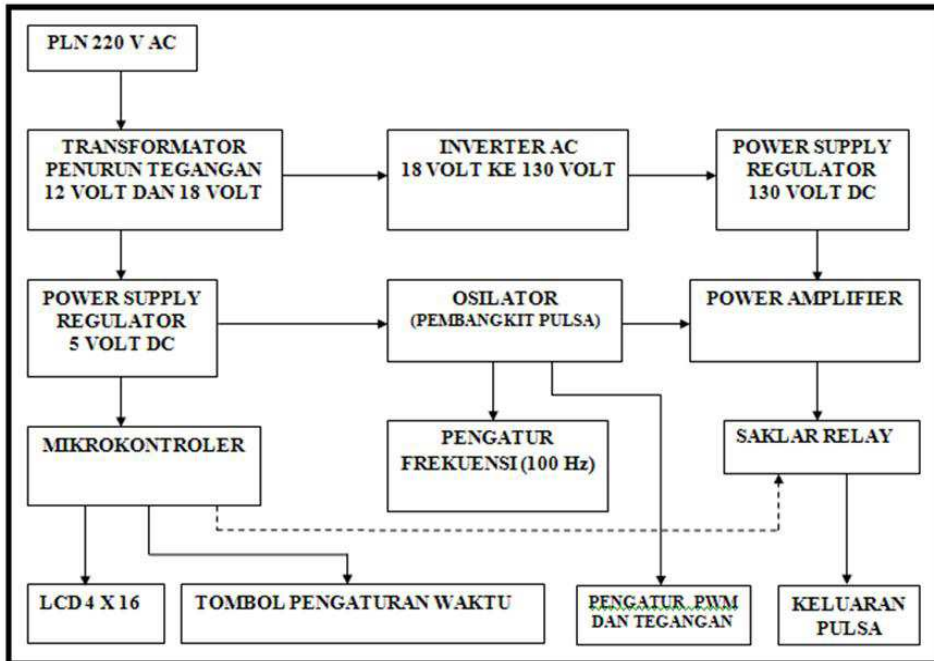 PLN 220 V AC
TRANSFORMATOR
PENURUN TEGANGAN
12 VOLT DAN 18 VOLT
INVERTER AC
18 VOLT KE 130 VOLT
POWER SUPPLY
REGULATOR
130 VOLT DC
POWER SUPPLY
REGULATOR
5 VOLT DC
OSILATOR
(PEMBANGKIT PULSA)
POWER AMPLIFIER
MIKROKONTROLER
PENGATUR
FREKUENSI (100 Hz)
SAKLAR RELAY
LCD 4 X 16
TOMBOL PENGATURAN WAKTU
PENGATUR PWM
DAN TEGANGAN
KELUARAN
PULSA